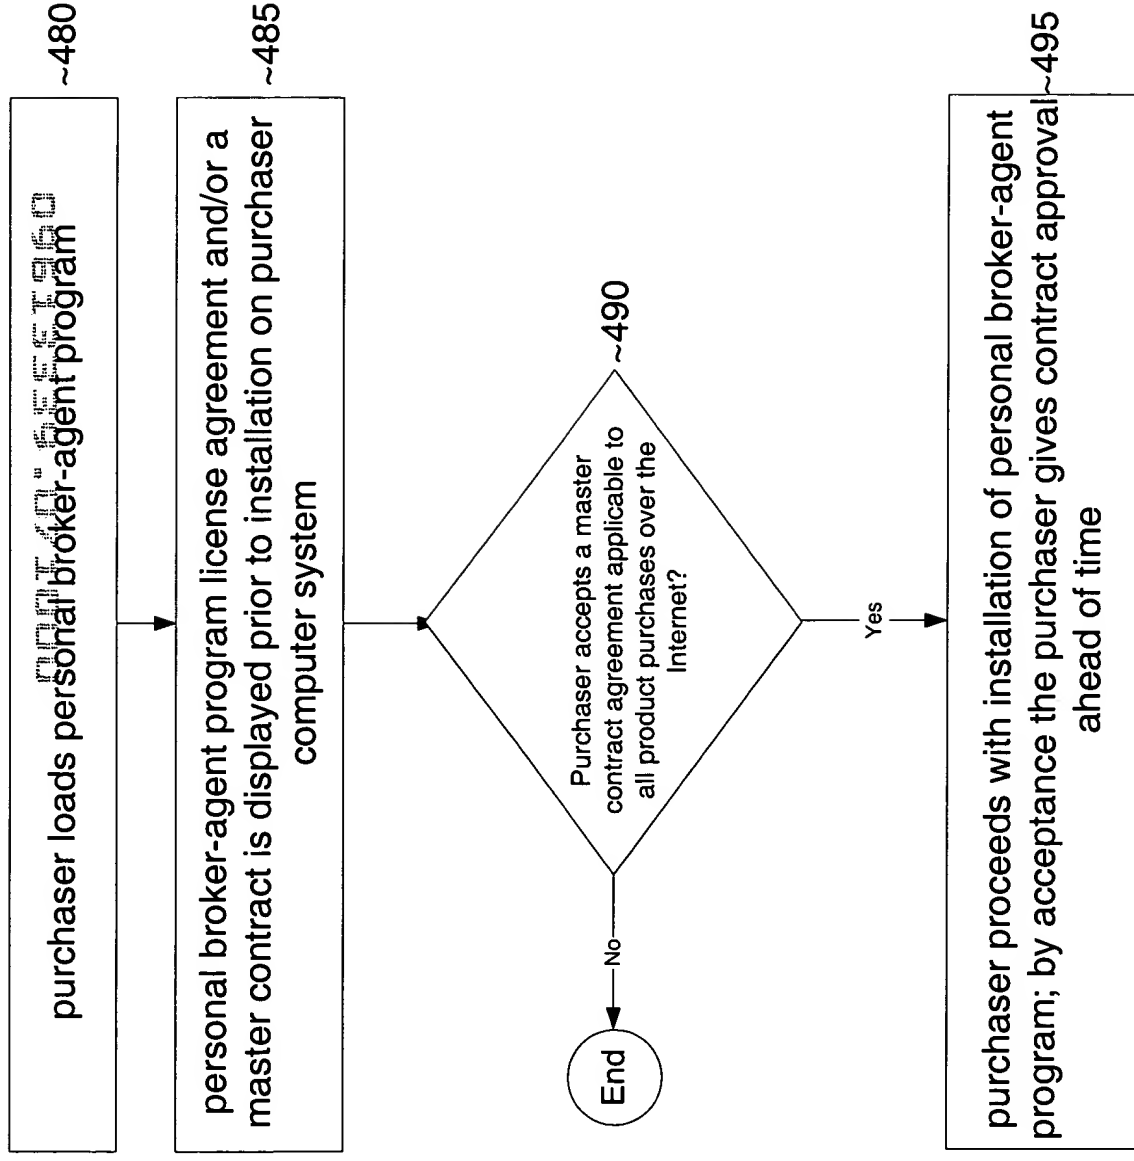 purchaser loads personal broker-agent program
~480
personal broker-agent program license agreement and/or a
master contract is displayed prior to installation on purchaser
computer system
~485
Purchaser accepts a master
contract agreement applicable to
all product purchases over the
Internet?
~490
No
End
Yes
purchaser proceeds with installation of personal broker-agent
program; by acceptance the purchaser gives contract approval
ahead of time
~495